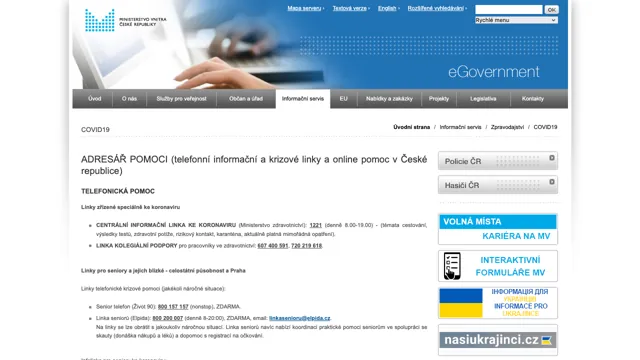 MINISTERSTVO VNITRA
ČESKÉ REPUBLIKY
Mapa serveru
Textová verze
English
Rozšířené vyhledávání
OK
Rychlé menu
eGovernment
Úvod
O nás
Služby pro veřejnost
Občan a úřad
Informační servis
EU
Nabídky a zakázky
Projekty
Legislativa
Kontakty
COVID19
Úvodní strana / Informační servis / Zpravodajství / COVID19
ADRESÁŘ POMOCI (telefonní informační a krizové linky a online pomoc v České
republice)
TELEFONICKÁ POMOC
Linky zřízené speciálně ke koronaviru
CENTRÁLNÍ INFORMAČNÍ LINKA KE KORONAVIRU (Ministerstvo zdravotnictví): 1221 (denně 8.00-19.00) - (témata cestování,
výsledky testů, zdravotní potíže, rizikový kontakt, karanténa, aktuálně platná mimořádná opatření).
LINKA KOLEGIÁLNÍ PODPORY pro pracovníky ve zdravotnictví: 607 400 591, 720 219 618.
Linky pro seniory a jejich blízké - celostátní působnost a Praha
Linky telefonické krizové pomoci (jakékoli náročné situace):
Senior telefon (Život 90): 800 157 157 (nonstop), ZDARMA.
Linka seniorů (Elpida): 800 200 007 (denně 8-20:00), ZDARMA, email: linkasenioru@elpida.cz.
Na linky se lze obrátit s jakoukoliv náročnou situací. Linka seniorů navíc nabízí koordinaci praktické pomoci seniorům ve spolupráci se
skauty (donáška nákupů a léků) a dopomoc s registrací na očkování.
Policie ČR
Hasiči ČR
VOLNÁ MÍSTA
KARIÉRA NA MV
INTERAKTIVNÍ
FORMULÁŘE MV
ІНФОРМАЦІЯ ДЛЯ
УКРАЇНЦІВ
INFORMACE PRO
UKRAJINCE
nasiukrajinci.cz